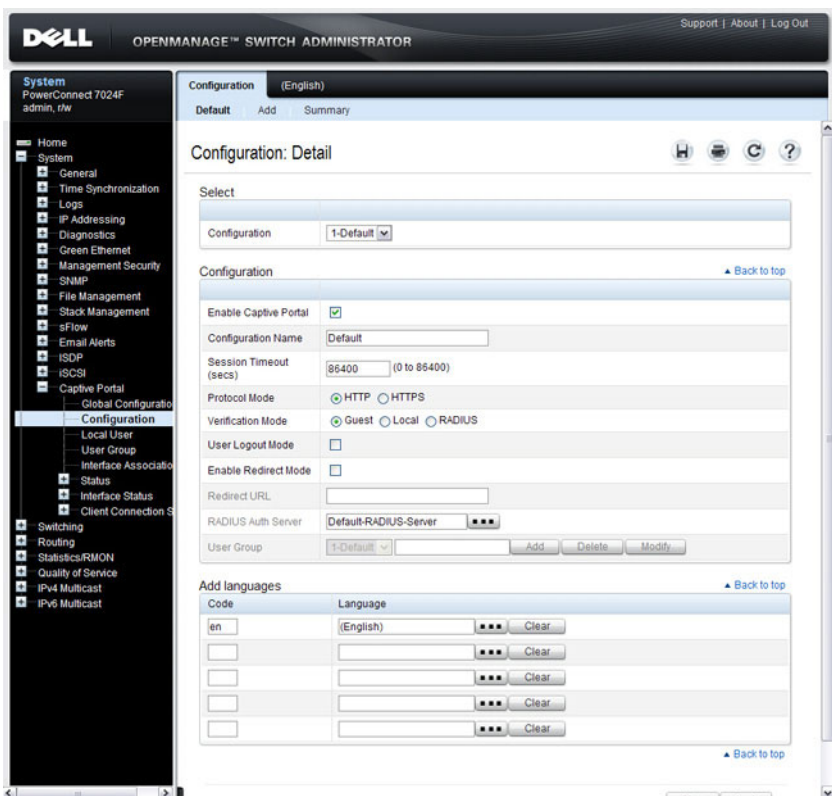 Support | About | Log Out
DELL
OPENMANAGE™ SWITCH ADMINISTRATOR
System
PowerConnect 7024F
admin, r/w
Home
System
General
Time Synchronization
Logs
IP Addressing
Diagnostics
Green Ethernet
Management Security
SNMP
File Management
Stack Management
sFlow
Email Alerts
ISDP
iSCSI
Captive Portal
Global Configuratio
Configuration
Local User
User Group
Interface Associatio
Status
Interface Status
Client Connection S
Switching
Routing
Statistics/RMON
Quality of Service
IPv4 Multicast
IPv6 Multicast
Configuration (English)
Default Add Summary
Configuration: Detail
C ?
Select
Configuration 1-Default
Configuration Back to top
Enable Captive Portal
Configuration Name Default
Session Timeout (secs) 86400 (0 to 86400)
Protocol Mode HTTP HTTPS
Verification Mode Guest Local RADIUS
User Logout Mode
Enable Redirect Mode
Redirect URL
RADIUS Auth Server Default-RADIUS-Server
User Group 1-Default Add Delete Modify
Add languages Back to top
Code Language
en (English) Clear
Clear
Clear
Clear
Clear
Back to top